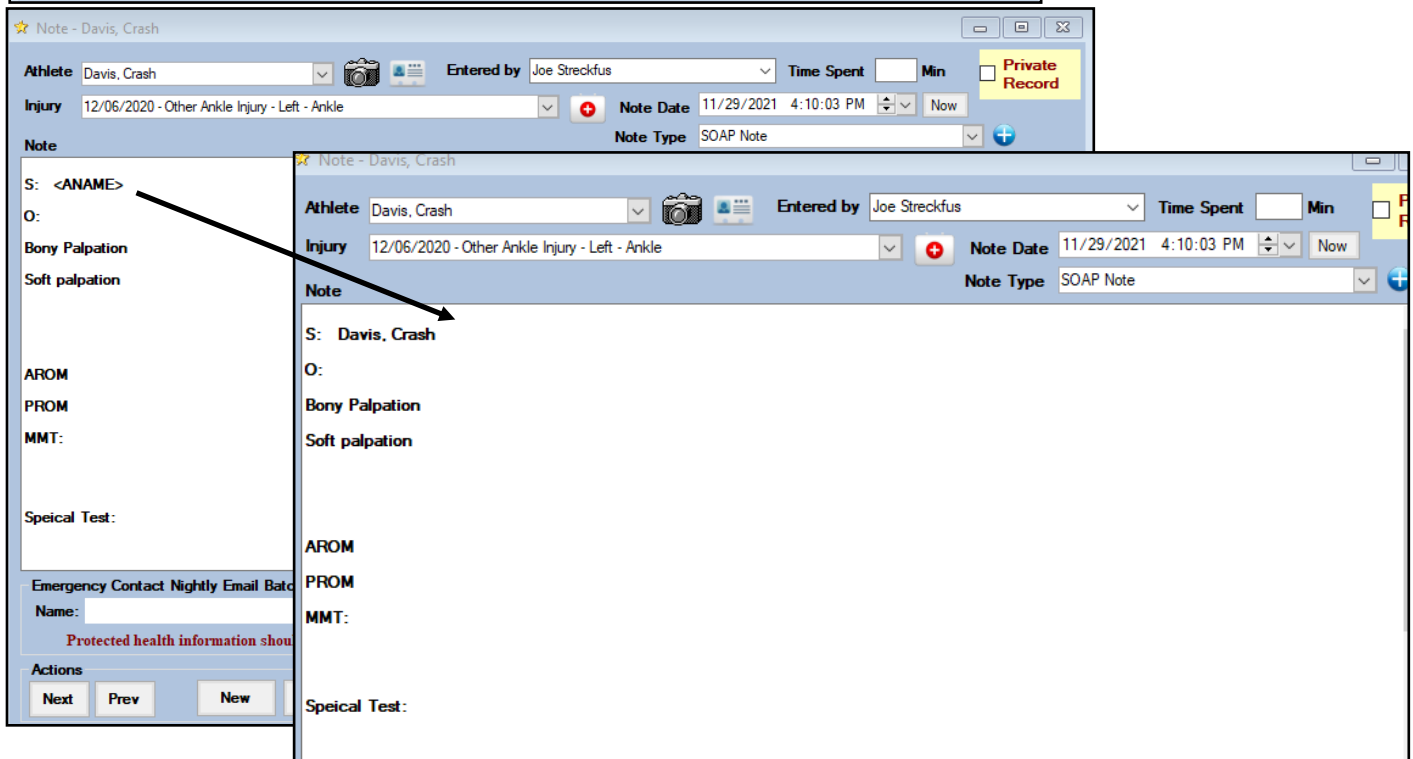 Note - Davis, Crash
Athlete Davis, Crash Entered by Joe Streckfus Time Spent Min Private Record
Injury 12/06/2020 - Other Ankle Injury - Left - Ankle Note Date 11/29/2021 4:10:03 PM Now
Note Type SOAP Note
Note
S: <ANAME>
O:
Bony Palpation
Soft palpation
AROM
PROM
MMT:
Speical Test:
Emergency Contact Nightly Email
Name:
Protected health information
Actions
Next Prev New
Note - Davis, Crash
Athlete Davis, Crash Entered by Joe Streckfus Time Spent Min
Injury 12/06/2020 - Other Ankle Injury - Left - Ankle Note Date 11/29/2021 4:10:03 PM Now
Note Type SOAP Note
Note
S: Davis, Crash
O:
Bony Palpation
Soft palpation
AROM
PROM
MMT:
Speical Test: